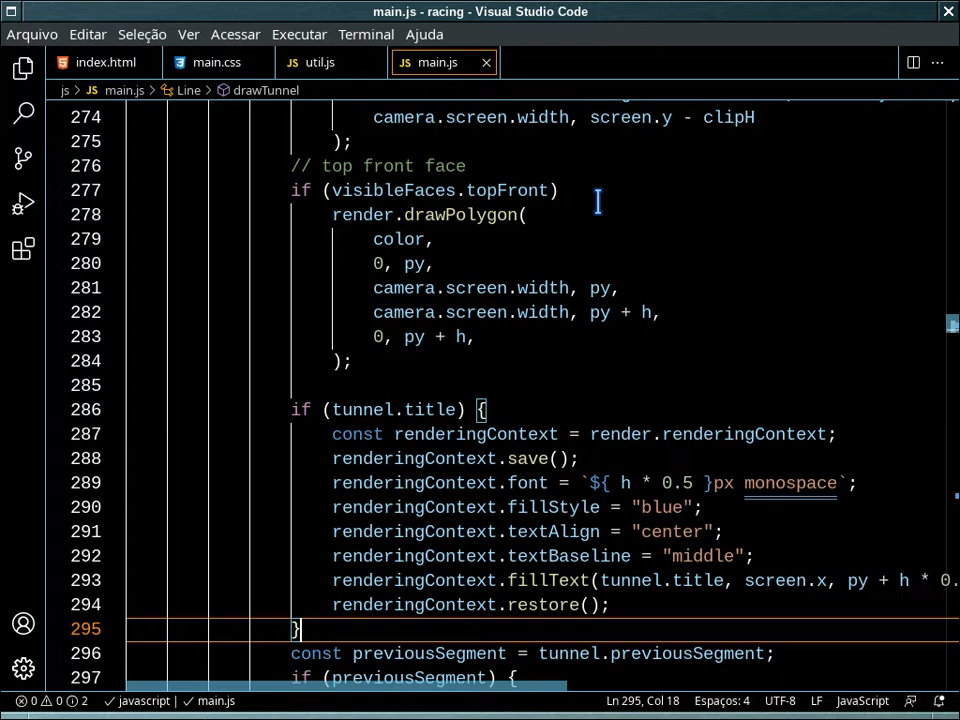 main.js - racing - Visual Studio Code
Arquivo Editar Seleção Ver Acessar Executar Terminal Ajuda
index.html main.css JS util.js JS main.js
js > JS main.js > Line > drawTunnel
274 camera.screen.width, screen.y - clipH
275 );
276 // top front face
277 if (visibleFaces.topFront)
278 render.drawPolygon(
279 color,
280 0, py,
281 camera.screen.width, py,
282 camera.screen.width, py + h,
283 0, py + h,
284 );
285
286 if (tunnel.title) {
287 const renderingContext = render.renderingContext;
288 renderingContext.save();
289 renderingContext.font = `${ h * 0.5 }px monospace`;
290 renderingContext.fillStyle = "blue";
291 renderingContext.textAlign = "center";
292 renderingContext.textBaseline = "middle";
293 renderingContext.fillText(tunnel.title, screen.x, py + h * 0.
294 renderingContext.restore();
295 }
296 const previousSegment = tunnel.previousSegment;
297 if (previousSegment) {
0 0 2 javascript | main.js Ln 295, Col 18 Espaços: 4 UTF-8 LF JavaScript